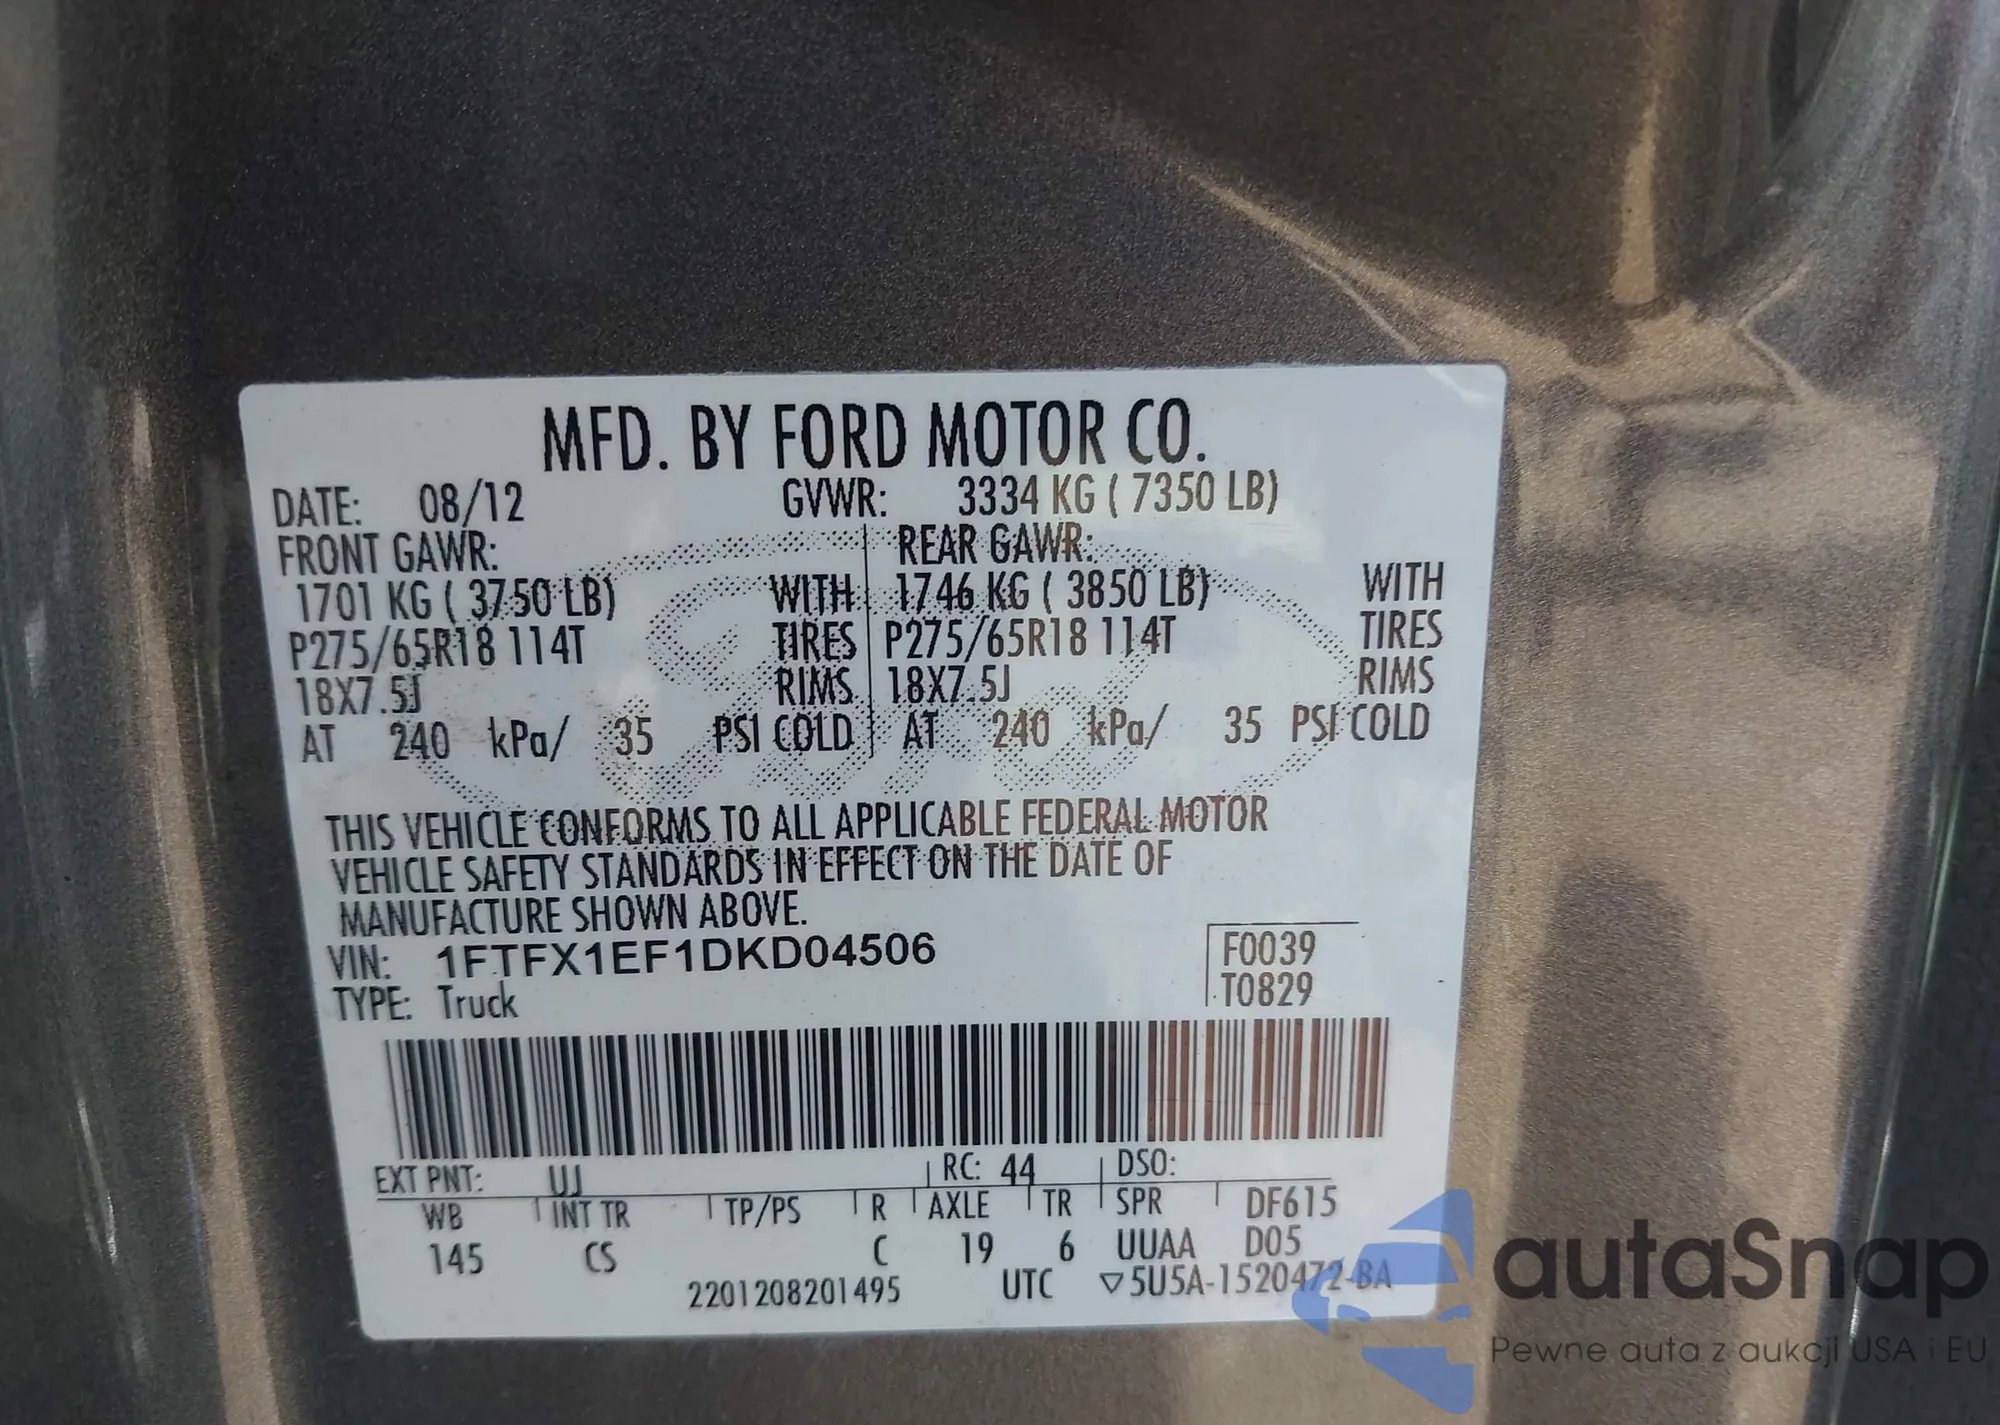 MFD. BY FORD MOTOR CO.
DATE: 08/12 GVWR: 3334 KG ( 7350 LB)
FRONT GAWR: REAR GAWR:
1701 KG ( 3750 LB) WITH 1746 KG ( 3850 LB) WITH
P275/65R18 114T TIRES P275/65R18 114T TIRES
18X7.5J RIMS 18X7.5J RIMS
AT 240 kPa/ 35 PSI COLD AT 240 kPa/ 35 PSI COLD
THIS VEHICLE CONFORMS TO ALL APPLICABLE FEDERAL MOTOR
VEHICLE SAFETY STANDARDS IN EFFECT ON THE DATE OF
MANUFACTURE SHOWN ABOVE.
VIN: 1FTFX1EF1DKD04506 F0039
TYPE: Truck T0829
EXT PNT: UJ RC: 44 DSO:
WB INT TR TP/PS R AXLE TR SPR DF615
145 CS C 19 6 UUAA D05
2201208201495 UTC ▽5U5A-1520472-BA
autaSnap
Pewne auta z aukcji USA i EU